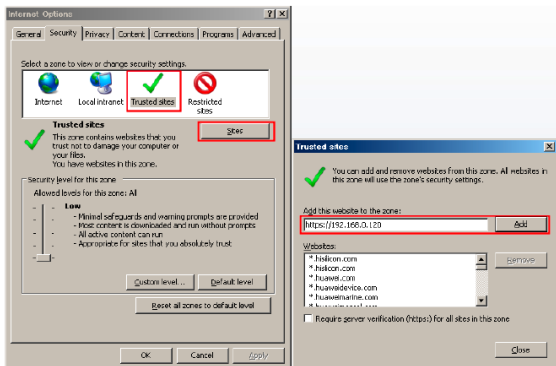 Internet Options
General Security Privacy Content Connections Programs Advanced
Select a zone to view or change security settings.
Internet
Local intranet
Trusted sites
Restricted
sites
Trusted sites
This zone contains websites that you
trust not to damage your computer or
your files.
You have websites in this zone.
Sites
Security level for this zone
Allowed levels for this zone: All
Low
- Minimal safeguards and warning prompts are provided
- Most content is downloaded and run without prompts
- All active content can run
- Appropriate for sites that you absolutely trust
Custom level...
Default level
Reset all zones to default level
OK
Cancel
Apply
Trusted sites
You can add and remove websites from this zone. All websites in
this zone will use the zone's security settings.
Add this website to the zone:
https://192.168.0.120
Add
Websites:
*.hisilicon.com
*.hislicon.com
*.huawei.com
*.huaweidevice.com
*.huaweimarine.com
Remove
Require server verification (https:) for all sites in this zone
Close